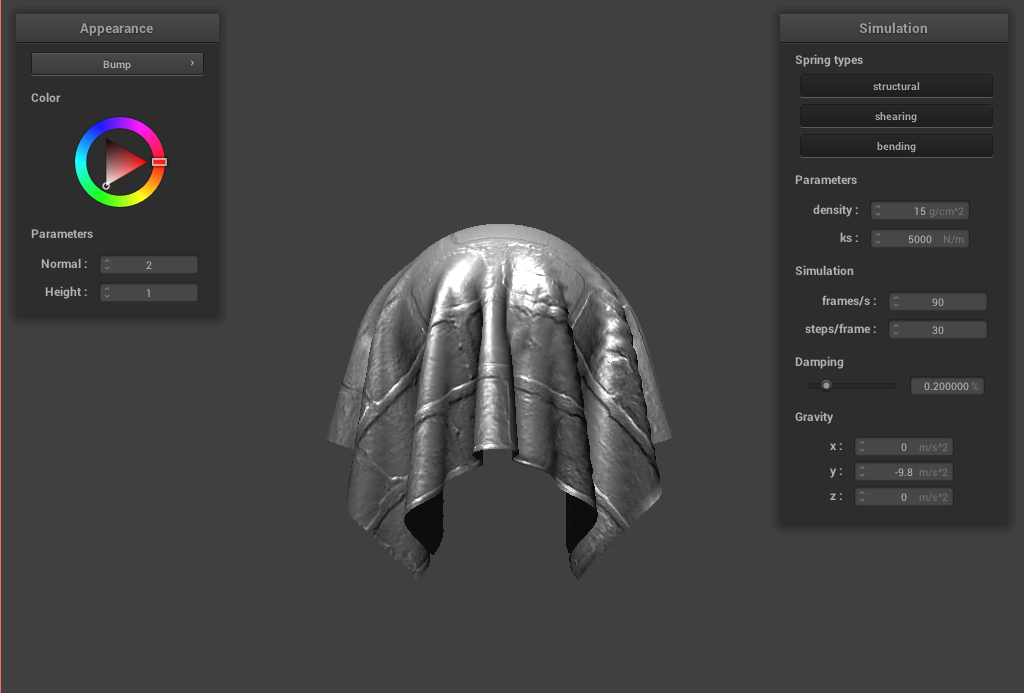 Appearance
Bump
Color
Parameters
Normal : 2
Height : 1
Simulation
Spring types
structural
shearing
bending
Parameters
density : 15 g/cm^2
ks : 5000 N/m
Simulation
frames/s : 90
steps/frame : 30
Damping
0.200000 %
Gravity
x : 0 m/s^2
y : -9.8 m/s^2
z : 0 m/s^2